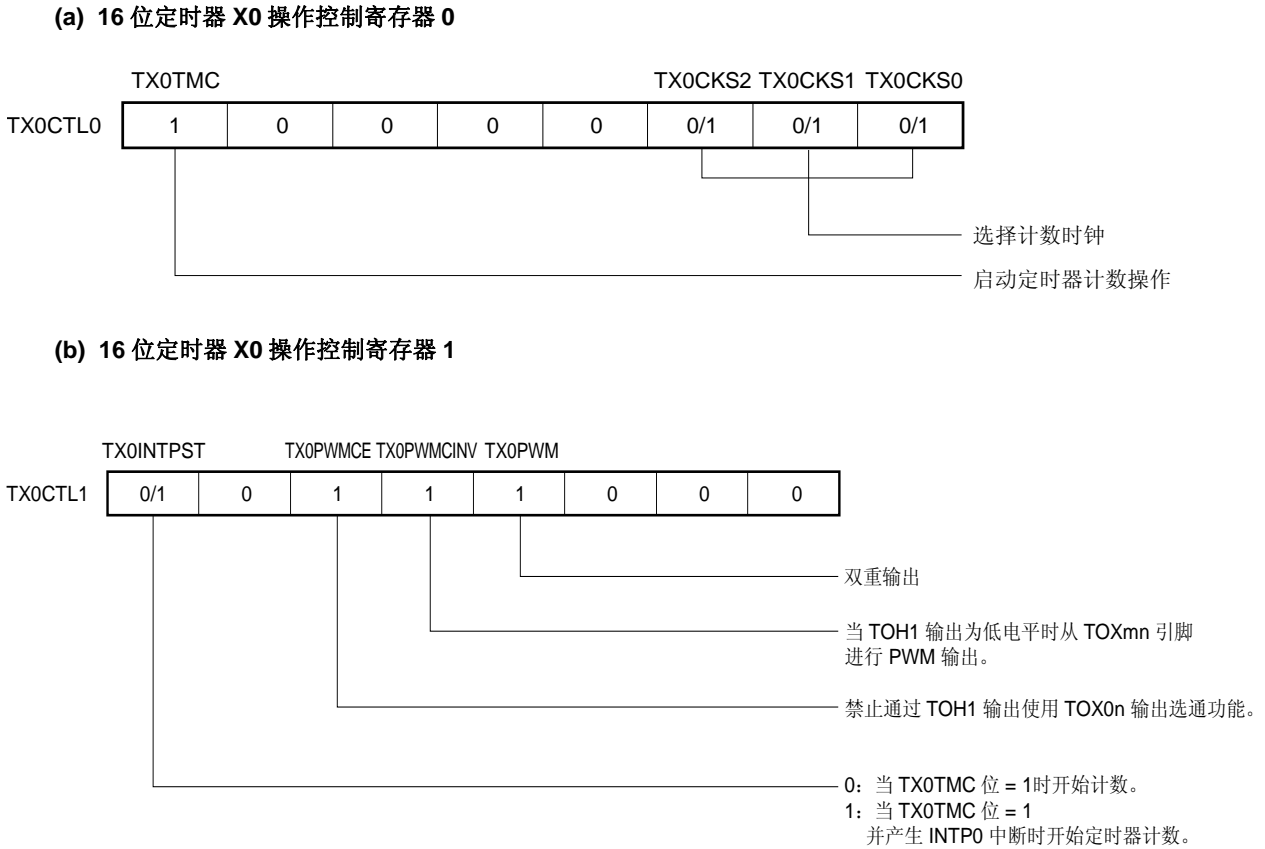 (a) 16 位定时器 X0 操作控制寄存器 0
TX0TMC TX0CKS2 TX0CKS1 TX0CKS0
TX0CTL0 1 0 0 0 0 0/1 0/1 0/1
选择计数时钟
启动定时器计数操作
(b) 16 位定时器 X0 操作控制寄存器 1
TX0INTPST TX0PWMCE TX0PWMCINV TX0PWM
TX0CTL1 0/1 0 1 1 1 0 0 0
双重输出
当 TOH1 输出为低电平时从 TOXmn 引脚
进行 PWM 输出。
禁止通过 TOH1 输出使用 TOX0n 输出选通功能。
0：当 TX0TMC 位 = 1时开始计数。
1：当 TX0TMC 位 = 1
并产生 INTP0 中断时开始定时器计数。